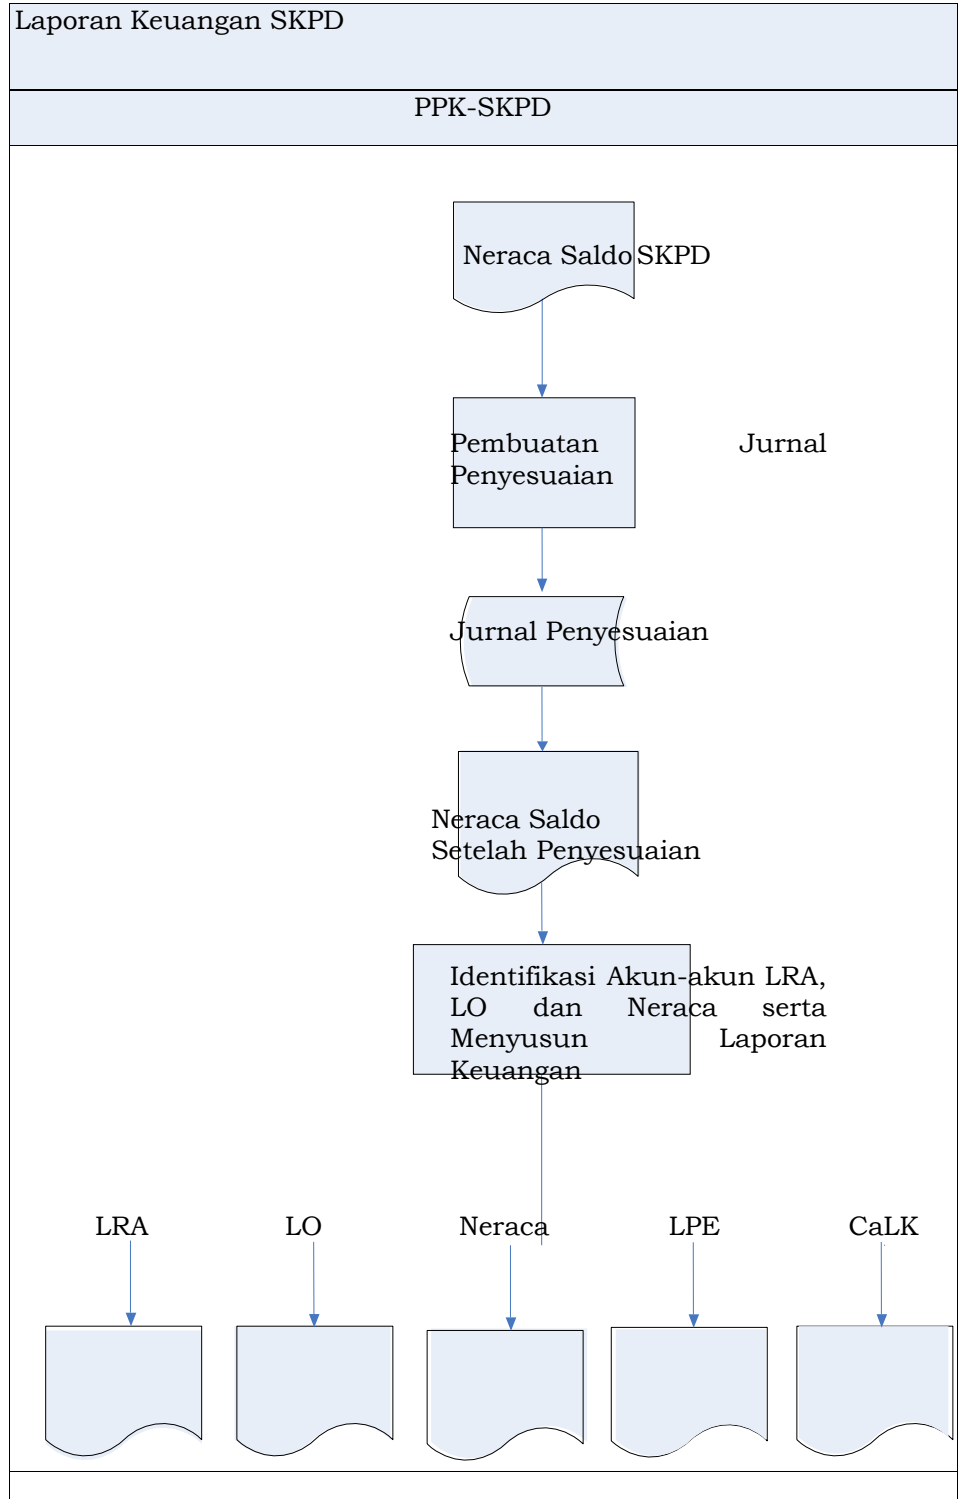 Laporan Keuangan SKPD
PPK-SKPD
Neraca Saldo SKPD
Pembuatan Jurnal
Penyesuaian
Jurnal Penyesuaian
Neraca Saldo
Setelah Penyesuaian
Identifikasi Akun-akun LRA,
LO dan Neraca serta
Menyusun Laporan
Keuangan
LRA LO Neraca LPE CaLK